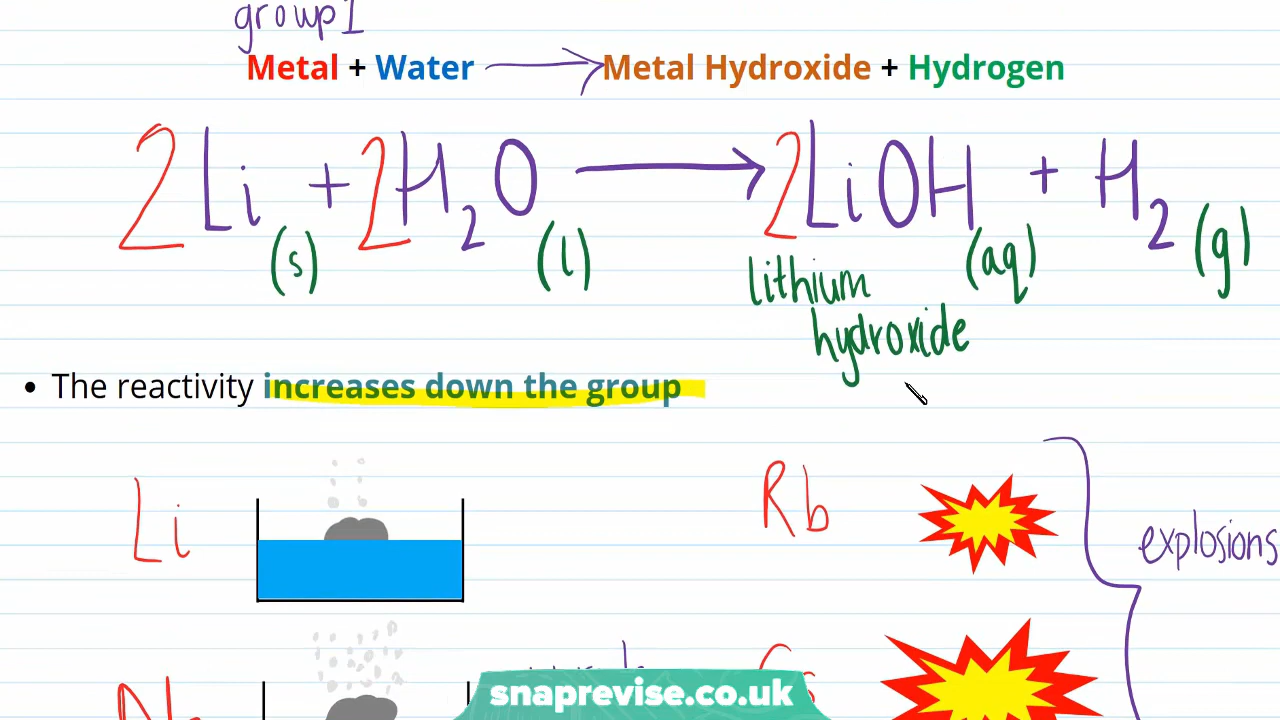 group 1
Metal + Water → Metal Hydroxide + Hydrogen
2Li (s) + 2H₂O (l) → 2LiOH (aq) + H₂ (g)
lithium
hydroxide
• The reactivity increases down the group
Li
Rb
explosions
snaprevise.co.uk